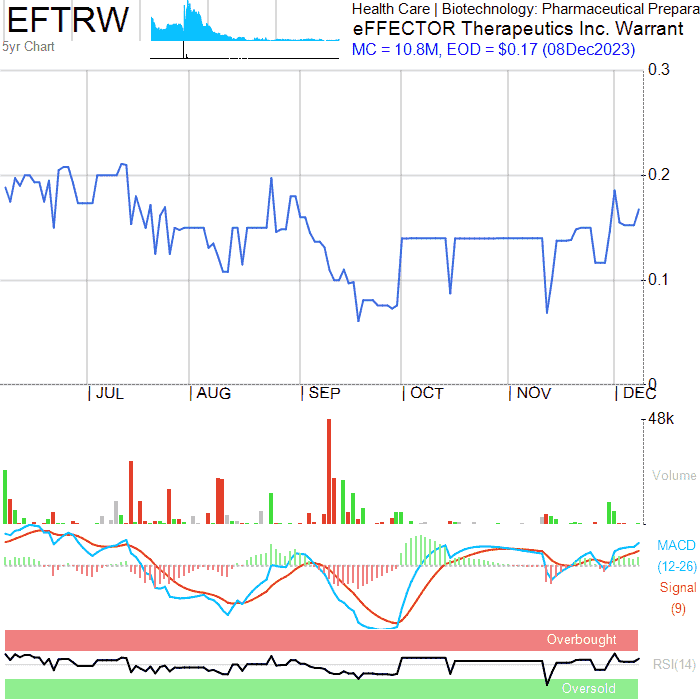 EFTRW
5yr Chart
Health Care | Biotechnology: Pharmaceutical Prepara
eFFECTOR Therapeutics Inc. Warrant
MC = 10.8M, EOD = $0.17 (08Dec2023)
0.3
0.2
0.1
0
JUL
AUG
SEP
OCT
NOV
DEC
48k
Volume
MACD
(12-26)
Signal
(9)
Overbought
RSI(14)
Oversold